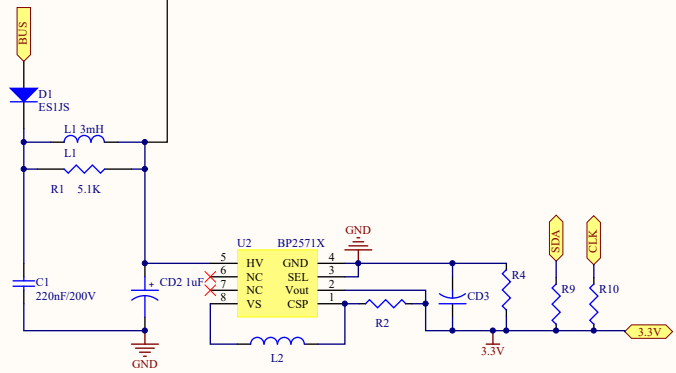 BUS
D1
ES1JS
L1 3mH
L1
R1 5.1K
C1
220nF/200V
CD2 1uF
GND
U2 BP2571X
5 HV GND 4
6 NC SEL 3
7 NC Vout 2
8 VS CSP 1
L2
GND
R2
CD3
R4
SDA
CLK
R9
R10
3.3V
3.3V
+